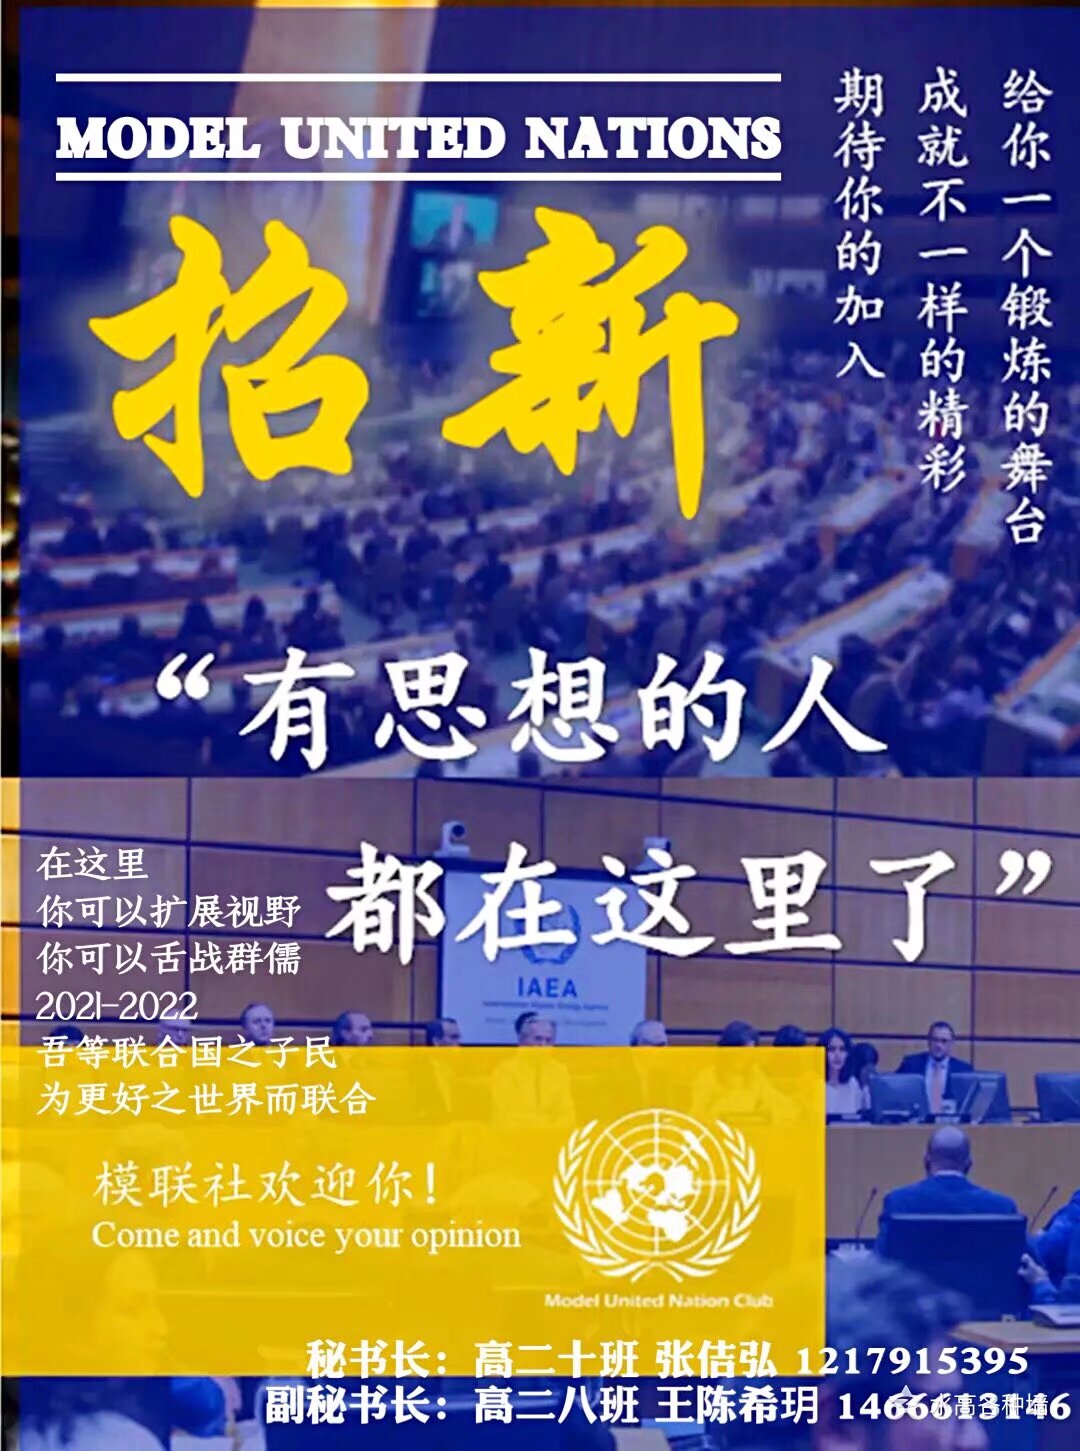 MODEL UNITED NATIONS
招新
给你一个锻炼的舞台
成就不一样的精彩
期待你的加入
“有思想的人
都在这里了”
在这里
你可以扩展视野
你可以舌战群儒
2021-2022
吾等联合国之子民
为更好之世界而联合
IAEA
模联社欢迎你！
Come and voice your opinion
Model United Nation Club
秘书长：高二十班 张佶弘 1217915395
副秘书长：高二八班 王陈希玥
水高各种墙